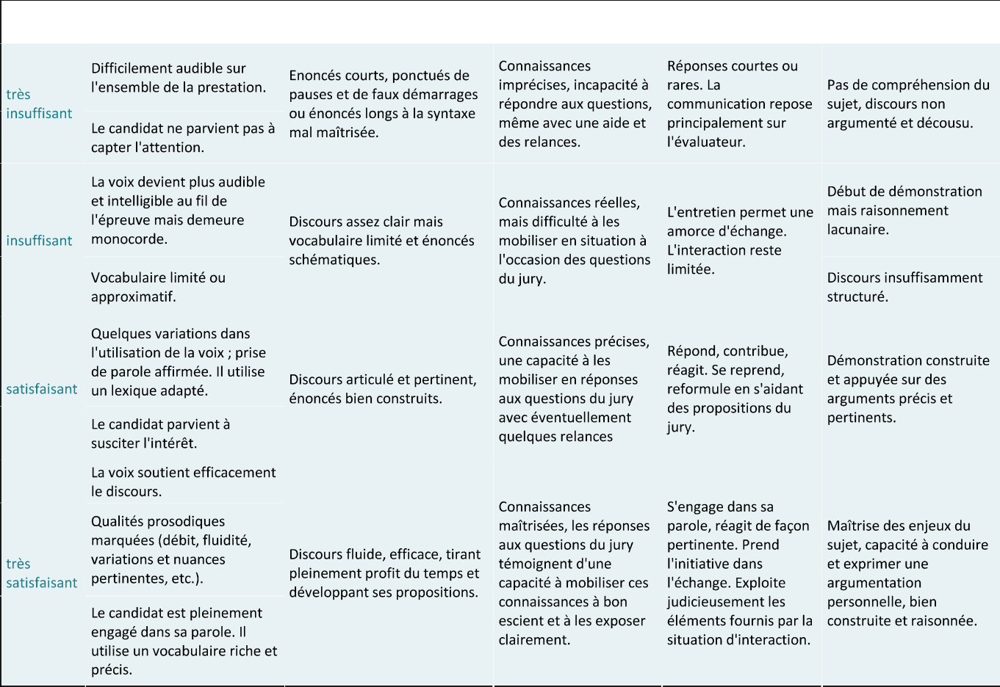 très
insuffisant
Difficilement audible sur
l'ensemble de la prestation.
Le candidat ne parvient pas à
capter l'attention.
Enoncés courts, ponctués de
pauses et de faux démarrages
ou énoncés longs à la syntaxe
mal maîtrisée.
Connaissances
imprécises, incapacité à
répondre aux questions,
même avec une aide et
des relances.
Réponses courtes ou
rares. La
communication repose
principalement sur
l'évaluateur.
Pas de compréhension du
sujet, discours non
argumenté et décousu.
insuffisant
La voix devient plus audible
et intelligible au fil de
l'épreuve mais demeure
monocorde.
Vocabulaire limité ou
approximatif.
Discours assez clair mais
vocabulaire limité et énoncés
schématiques.
Connaissances réelles,
mais difficulté à les
mobiliser en situation à
l'occasion des questions
du jury.
L'entretien permet une
amorce d'échange.
L'interaction reste
limitée.
Début de démonstration
mais raisonnement
lacunaire.
Discours insuffisamment
structuré.
satisfaisant
Quelques variations dans
l'utilisation de la voix ; prise
de parole affirmée. Il utilise
un lexique adapté.
Le candidat parvient à
susciter l'intérêt.
Discours articulé et pertinent,
énoncés bien construits.
Connaissances précises,
une capacité à les
mobiliser en réponses
aux questions du jury
avec éventuellement
quelques relances
Répond, contribue,
réagit. Se reprend,
reformule en s'aidant
des propositions du
jury.
Démonstration construite
et appuyée sur des
arguments précis et
pertinents.
très
satisfaisant
La voix soutient efficacement
le discours.
Qualités prosodiques
marquées (débit, fluidité,
variations et nuances
pertinentes, etc.).
Le candidat est pleinement
engagé dans sa parole. Il
utilise un vocabulaire riche et
précis.
Discours fluide, efficace, tirant
pleinement profit du temps et
développant ses propositions.
Connaissances
maîtrisées, les réponses
aux questions du jury
témoignent d'une
capacité à mobiliser ces
connaissances à bon
escient et à les exposer
clairement.
S'engage dans sa
parole, réagit de façon
pertinente. Prend
l'initiative dans
l'échange. Exploite
judicieusement les
éléments fournis par la
situation d'interaction.
Maîtrise des enjeux du
sujet, capacité à conduire
et exprimer une
argumentation
personnelle, bien
construite et raisonnée.